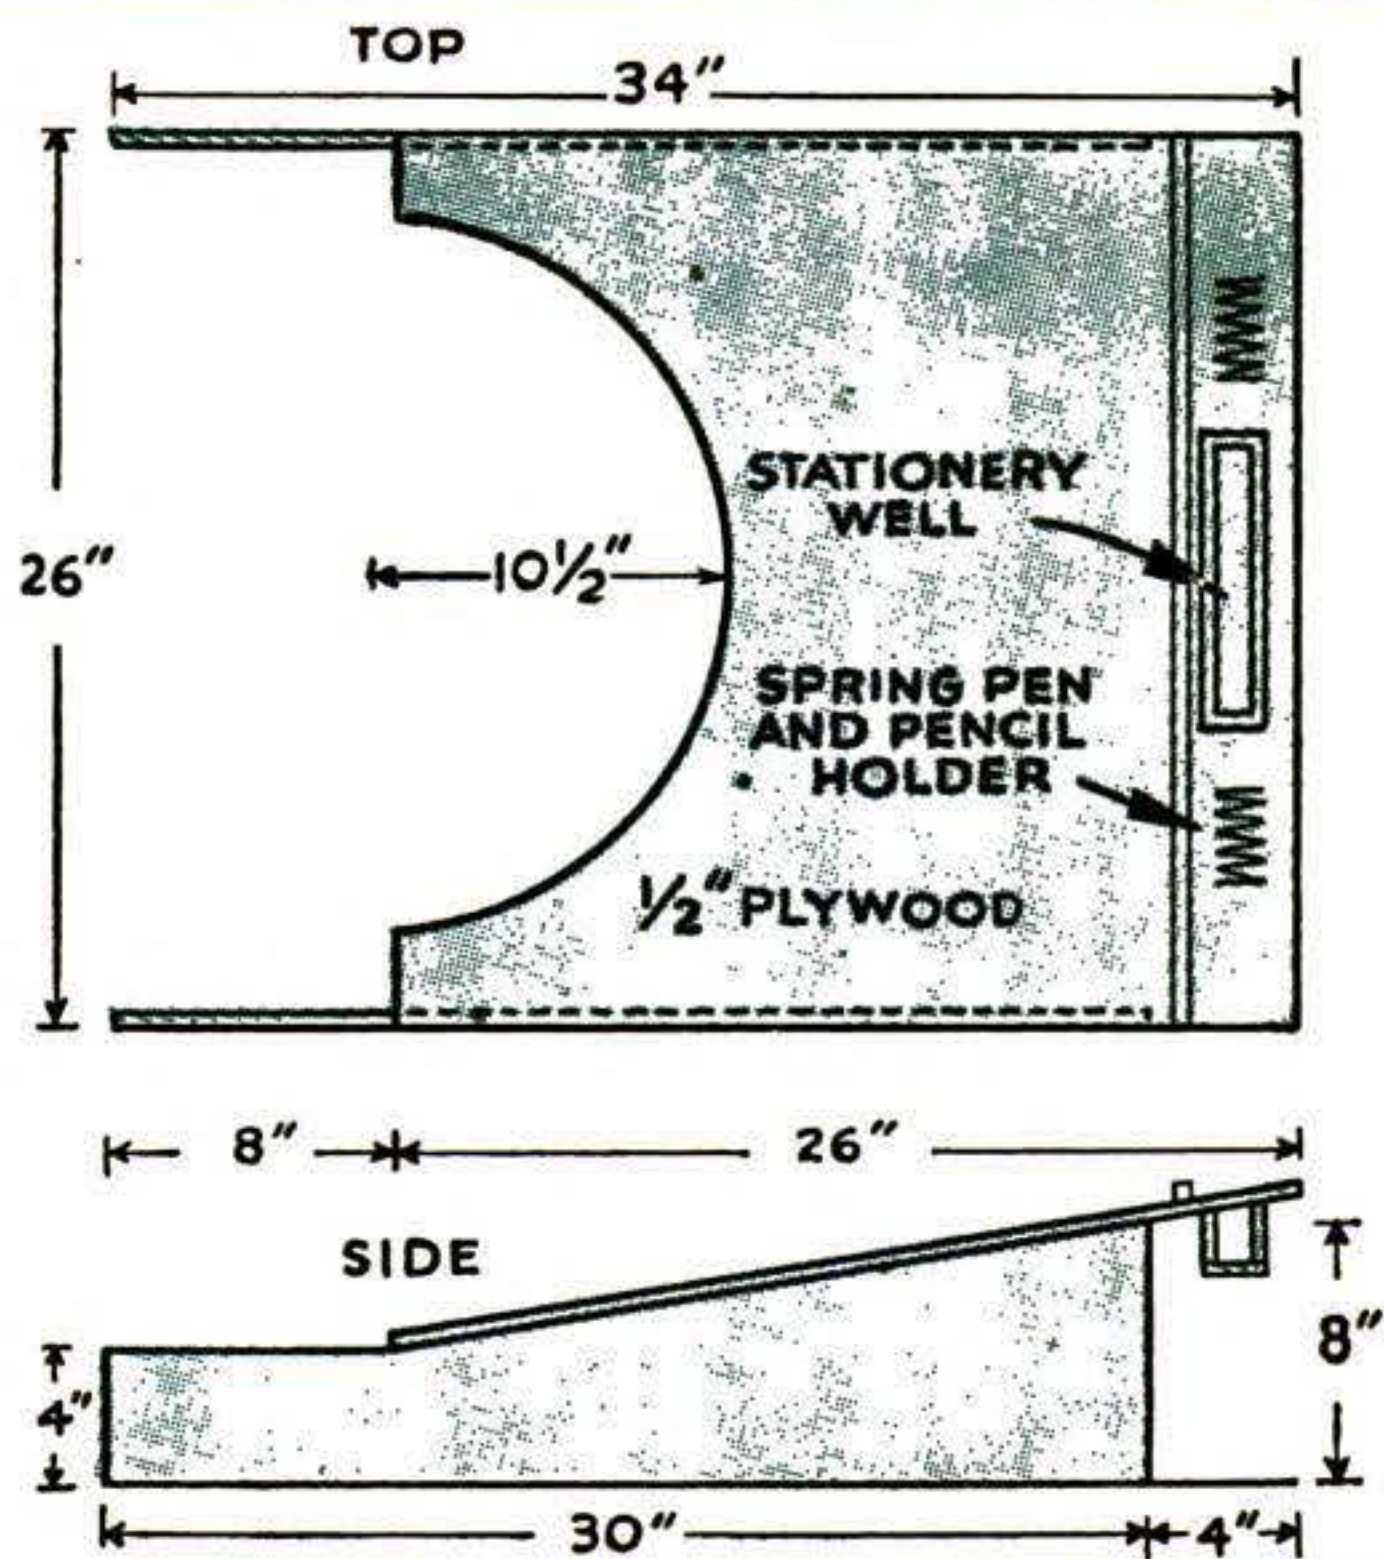 TOP
34"
26"
10½"
STATIONERY
WELL
SPRING PEN
AND PENCIL
HOLDER
½" PLYWOOD
8"
26"
SIDE
4"
8"
30"
4"